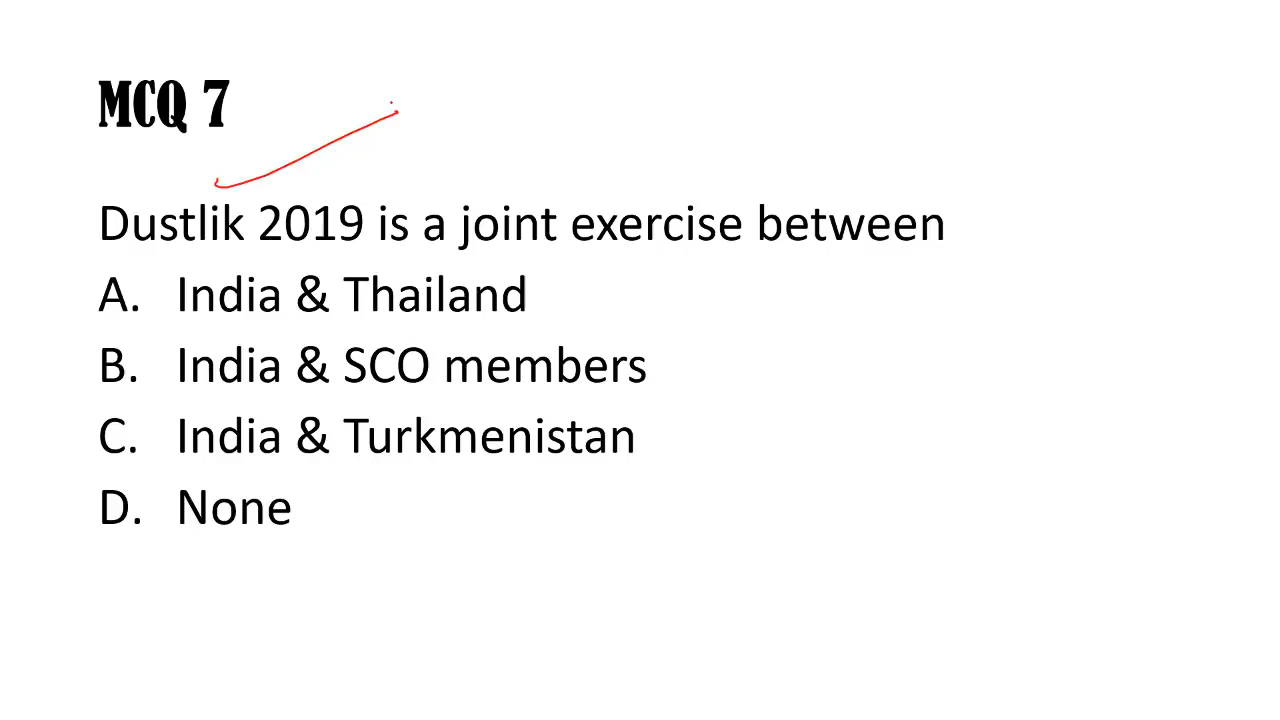 MCQ 7
Dustlik 2019 is a joint exercise between
A. India & Thailand
B. India & SCO members
C. India & Turkmenistan
D. None